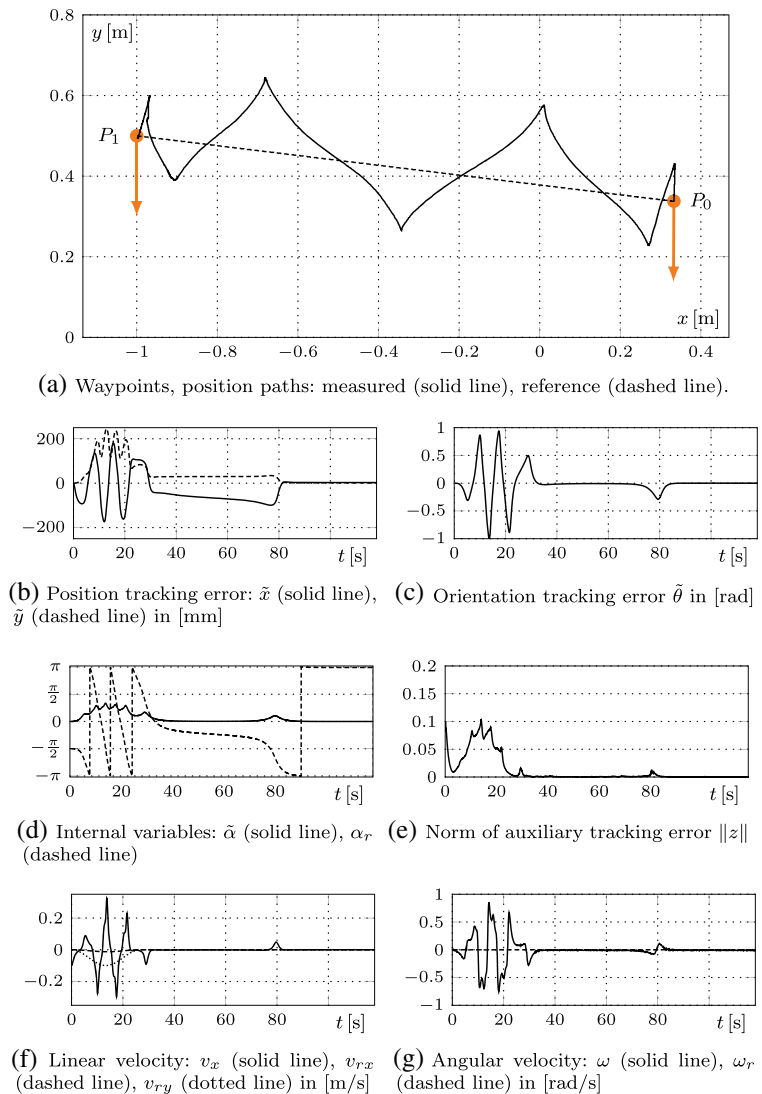 0.8
y [m]
0.6
P1
0.4
P0
0.2
x [m]
0
−1 −0.8 −0.6 −0.4 −0.2 0 0.2 0.4
(a) Waypoints, position paths: measured (solid line), reference (dashed line).
200
0
−200
0 20 40 60 80 t [s]
(b) Position tracking error: x̃ (solid line),
ỹ (dashed line) in [mm]
1
0.5
0
−0.5
−1
0 20 40 60 80 t [s]
(c) Orientation tracking error θ̃ in [rad]
π
π/2
0
−π/2
−π
0 20 40 60 80 t [s]
(d) Internal variables: α̃ (solid line), αr
(dashed line)
0.2
0.15
0.1
0.05
0
0 20 40 60 80 t [s]
(e) Norm of auxiliary tracking error ‖z‖
0.2
0
−0.2
0 20 40 60 80 t [s]
(f) Linear velocity: vx (solid line), vrx
(dashed line), vry (dotted line) in [m/s]
1
0.5
0
−0.5
−1
0 20 40 60 80 t [s]
(g) Angular velocity: ω (solid line), ωr
(dashed line) in [rad/s]